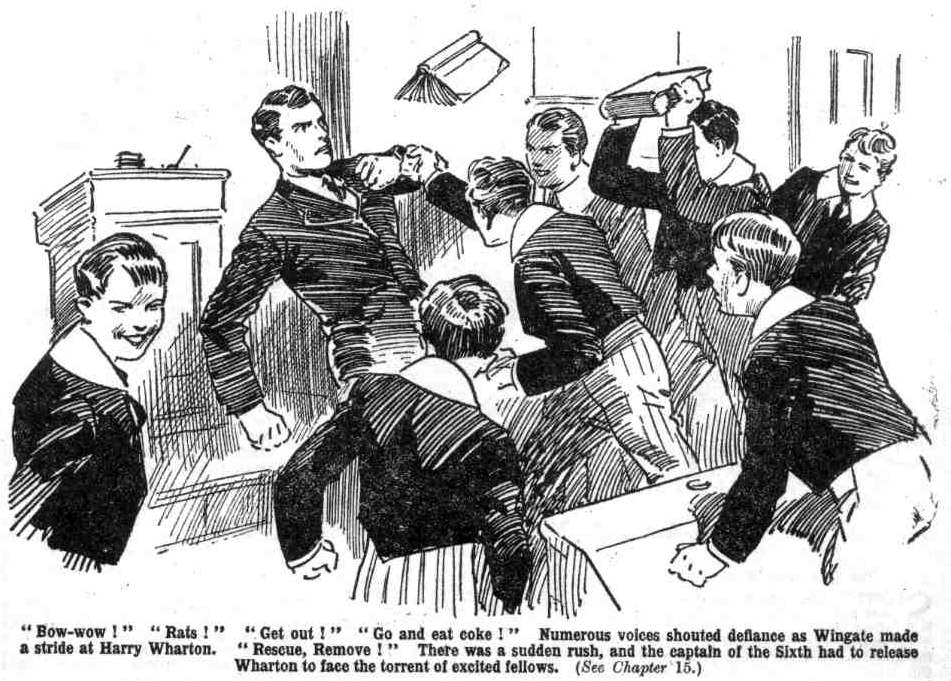 “ Bow-wow ! ” “ Rats ! ” “ Get out ! ” “ Go and eat coke ! ” Numerous voices shouted defiance as Wingate made
a stride at Harry Wharton. “ Rescue, Remove ! ” There was a sudden rush, and the captain of the Sixth had to release
Wharton to face the torrent of excited fellows. (See Chapter 15.)